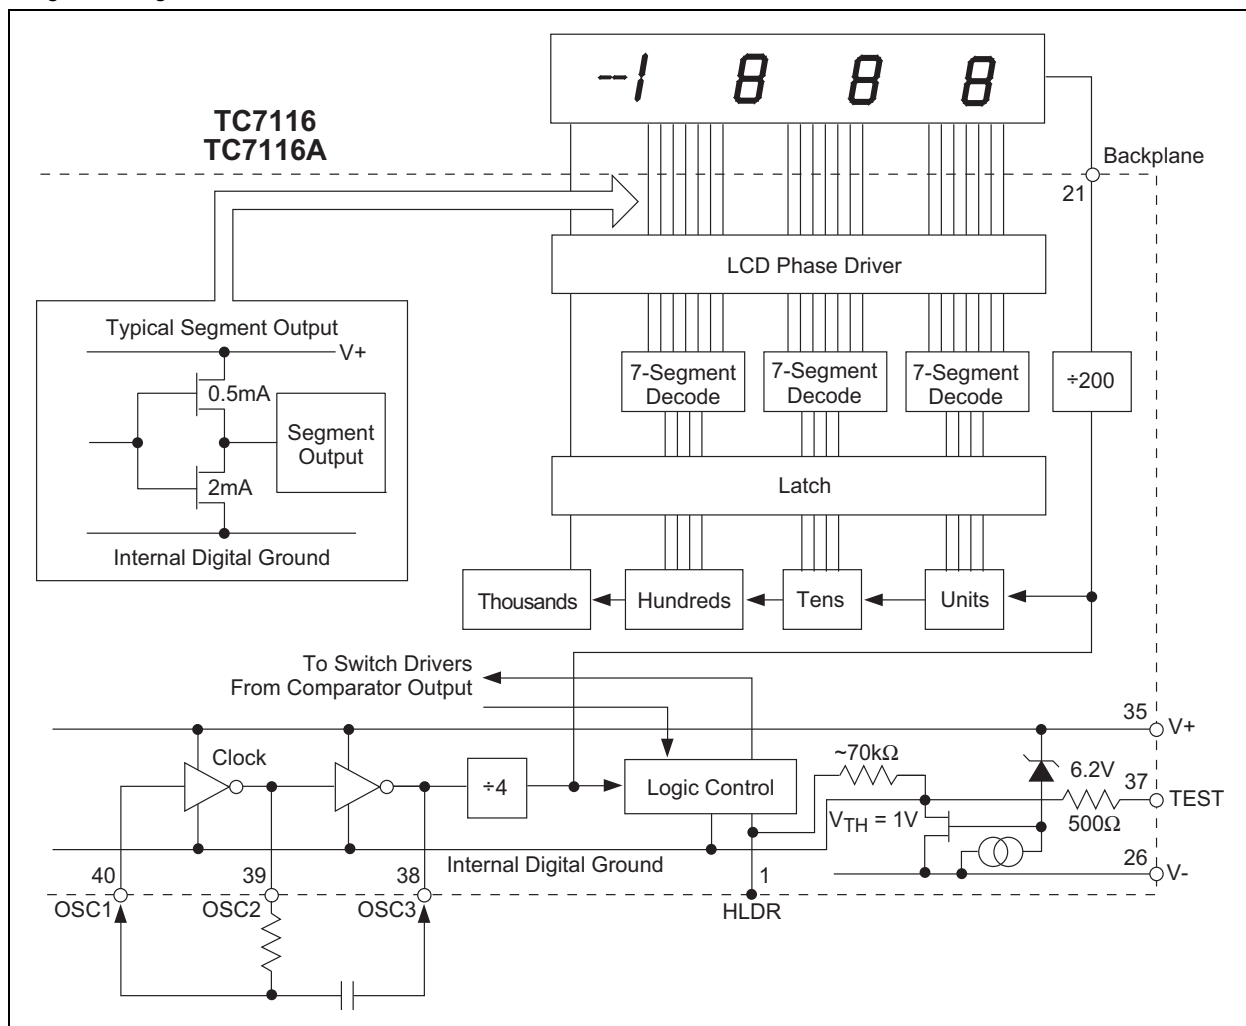 -1 8 8 8
TC7116
TC7116A
Backplane
21
LCD Phase Driver
Typical Segment Output
V+
0.5mA
Segment
Output
2mA
Internal Digital Ground
7-Segment
Decode
7-Segment
Decode
7-Segment
Decode
÷200
Latch
Thousands
Hundreds
Tens
Units
To Switch Drivers
From Comparator Output
35
V+
Clock
÷4
Logic Control
~70kΩ
6.2V
37
TEST
VTH = 1V
500Ω
Internal Digital Ground
26
V-
40
39
38
1
OSC1
OSC2
OSC3
HLDR